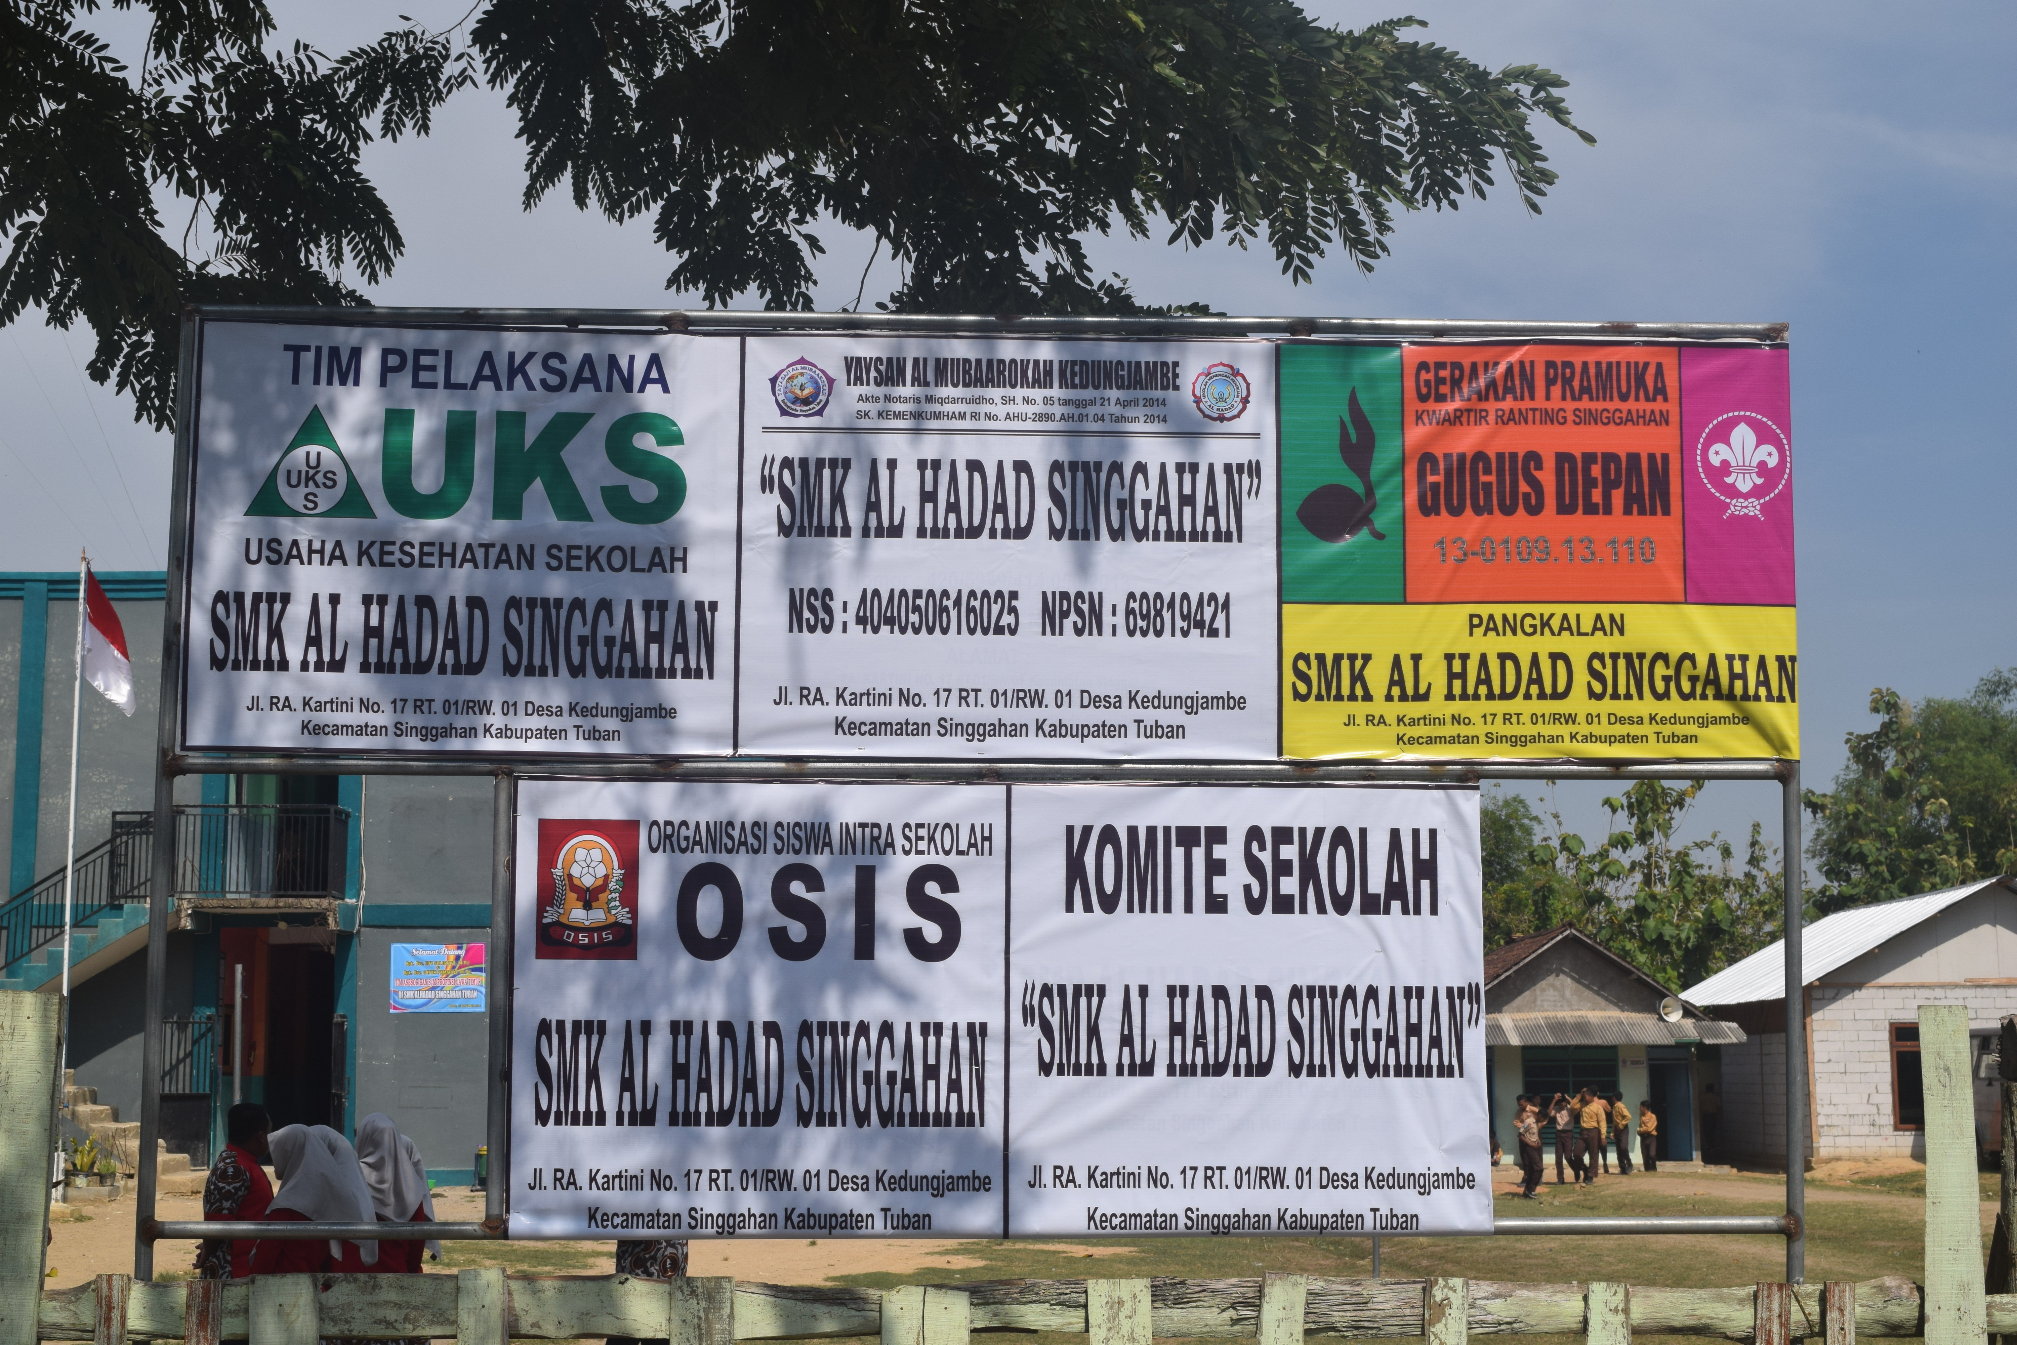 TIM PELAKSANA
UKS
U
UKS
S
USAHA KESEHATAN SEKOLAH
SMK AL HADAD SINGGAHAN
Jl. RA. Kartini No. 17 RT. 01/RW. 01 Desa Kedungjambe
Kecamatan Singgahan Kabupaten Tuban
YAYSAN AL MUBAAROKAH KEDUNGJAMBE
Akte Notaris Miqdarruidho, SH. No. 05 tanggal 21 April 2014
SK. KEMENKUMHAM RI No. AHU-2890.AH.01.04 Tahun 2014
“SMK AL HADAD SINGGAHAN”
NSS : 404050616025 NPSN : 69819421
Jl. RA. Kartini No. 17 RT. 01/RW. 01 Desa Kedungjambe
Kecamatan Singgahan Kabupaten Tuban
GERAKAN PRAMUKA
KWARTIR RANTING SINGGAHAN
GUGUS DEPAN
13-0109.13.110
PANGKALAN
SMK AL HADAD SINGGAHAN
Jl. RA. Kartini No. 17 RT. 01/RW. 01 Desa Kedungjambe
Kecamatan Singgahan Kabupaten Tuban
ORGANISASI SISWA INTRA SEKOLAH
OSIS
OSIS
SMK AL HADAD SINGGAHAN
Jl. RA. Kartini No. 17 RT. 01/RW. 01 Desa Kedungjambe
Kecamatan Singgahan Kabupaten Tuban
KOMITE SEKOLAH
“SMK AL HADAD SINGGAHAN”
Jl. RA. Kartini No. 17 RT. 01/RW. 01 Desa Kedungjambe
Kecamatan Singgahan Kabupaten Tuban
Selamat Datang
DI SMK ALHADAD SINGGAHAN TUBAN